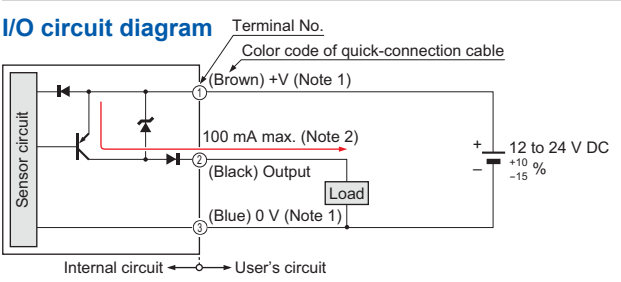 I/O circuit diagram
Terminal No.
Color code of quick-connection cable
(Brown) +V (Note 1)
1
Sensor circuit
100 mA max. (Note 2)
2
(Black) Output
Load
+
−
12 to 24 V DC
+10
−15 %
(Blue) 0 V (Note 1)
3
Internal circuit
User's circuit